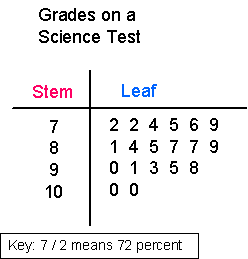 Grades on a
Science Test
Stem Leaf
7 2 2 4 5 6 9
8 1 4 5 7 7 9
9 0 1 3 5 8
10 0 0
Key: 7 / 2 means 72 percent